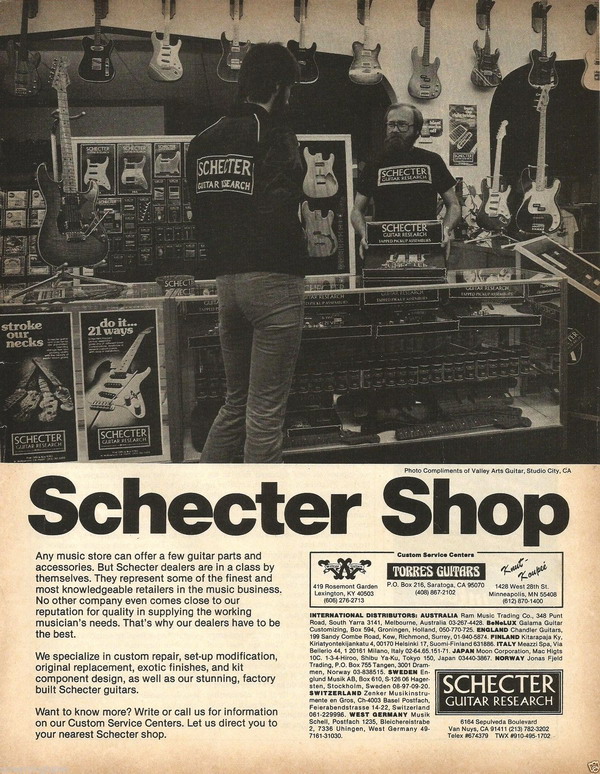 SCHECTER
GUITAR RESEARCH
SCHECTER
GUITAR RESEARCH
SCHECTER
GUITAR RESEARCH
TAPPED PICKUP ASSEMBLIES
SCHECTER
stroke
our
necks
do it...
21 ways
SCHECTER
GUITAR RESEARCH
SCHECTER
GUITAR RESEARCH
Photo Compliments of Valley Arts Guitar, Studio City, CA
Schecter Shop
Any music store can offer a few guitar parts and
accessories. But Schecter dealers are in a class by
themselves. They represent some of the finest and
most knowledgeable retailers in the music business.
No other company even comes close to our
reputation for quality in supplying the working
musician's needs. That's why our dealers have to be
the best.
We specialize in custom repair, set-up modification,
original replacement, exotic finishes, and kit
component design, as well as our stunning, factory
built Schecter guitars.
Want to know more? Write or call us for information
on our Custom Service Centers. Let us direct you to
your nearest Schecter shop.
Custom Service Centers
419 Rosemont Garden
Lexington, KY 40503
(606) 276-2713
TORRES GUITARS
P.O. Box 216, Saratoga, CA 95070
(408) 867-2102
Knut-Koupeé
1428 West 28th St.
Minneapolis, MN 55408
(612) 870-1400
INTERNATIONAL DISTRIBUTORS: AUSTRALIA Ram Music Trading Co., 348 Punt
Road, South Yarra 3141, Melbourne, Australia 03-267-4428. BeNeLUX Galama Guitar
Customizing, Box 594, Groningen, Holland, 050-770-725. ENGLAND Chandler Guitars,
199 Sandy Combe Road, Kew, Richmond, Surrey, 01-940-5874. FINLAND Kitarapaja Ky,
Kirjatyontekijankatu 4, 00170 Helsinki 17, Suomi-Finland 631886. ITALY Meazzi Spa, Via
Bellerio 44, I 20161 Milano, Italy 02-64.65.151-71. JAPAN Moon Corporation, Mac Higo
10C. 1-3-4-Hiroo, Shibu Ya-Ku, Tokyo 150, Japan 03440-3867. NORWAY Jonas Fjeld
Trading, P.O. Box 755 Tangen, 3001 Dram-
men, Norway 03-838515. SWEDEN En-
glund Musik AB, Box 610, S-126 06 Hager-
sten, Stockholm, Sweden 08-97-09-20.
SWITZERLAND Zenker Musikinstru-
mente en Gros, Ch-4003 Basel Postfach,
Feierabendstrasse 14-22, Switzerland
061-229998. WEST GERMANY Musik
Schell, Postfach 1235, Bleicherestrasse
2, 7336 Uhingen, West Germany 49-
7161-31030.
SCHECTER
GUITAR RESEARCH
6164 Sepulveda Boulevard
Van Nuys, CA 91411 (213) 782-3202
Telex #674379 TWX #910-495-1702